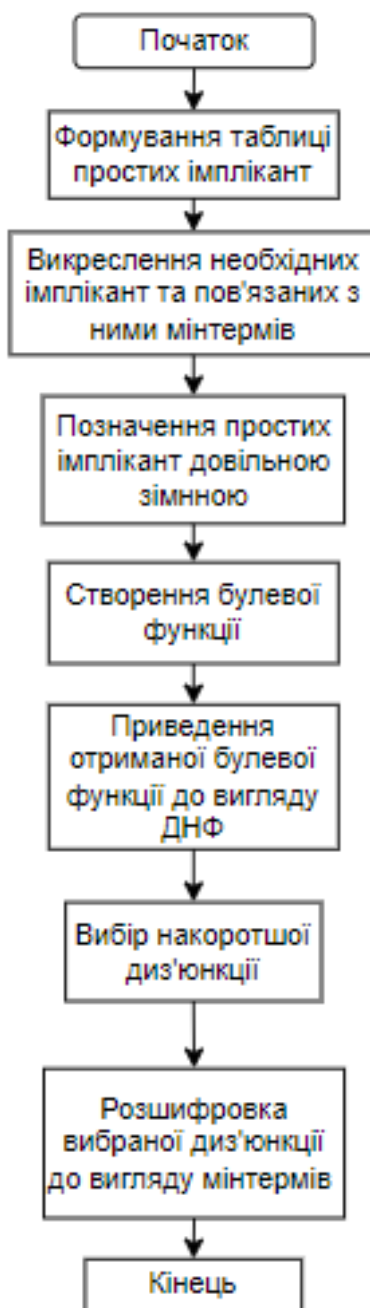 Початок
Формування таблиці
простих імплікант
Викреслення необхідних
імплікант та пов'язаних з
ними мінтермів
Позначення простих
імплікант довільною
зімнною
Створення булевої
функції
Приведення
отриманої булевої
функції до вигляду
ДНФ
Вибір накоротшої
диз'юнкції
Розшифровка
вибраної диз'юнкції
до вигляду мінтермів
Кінець